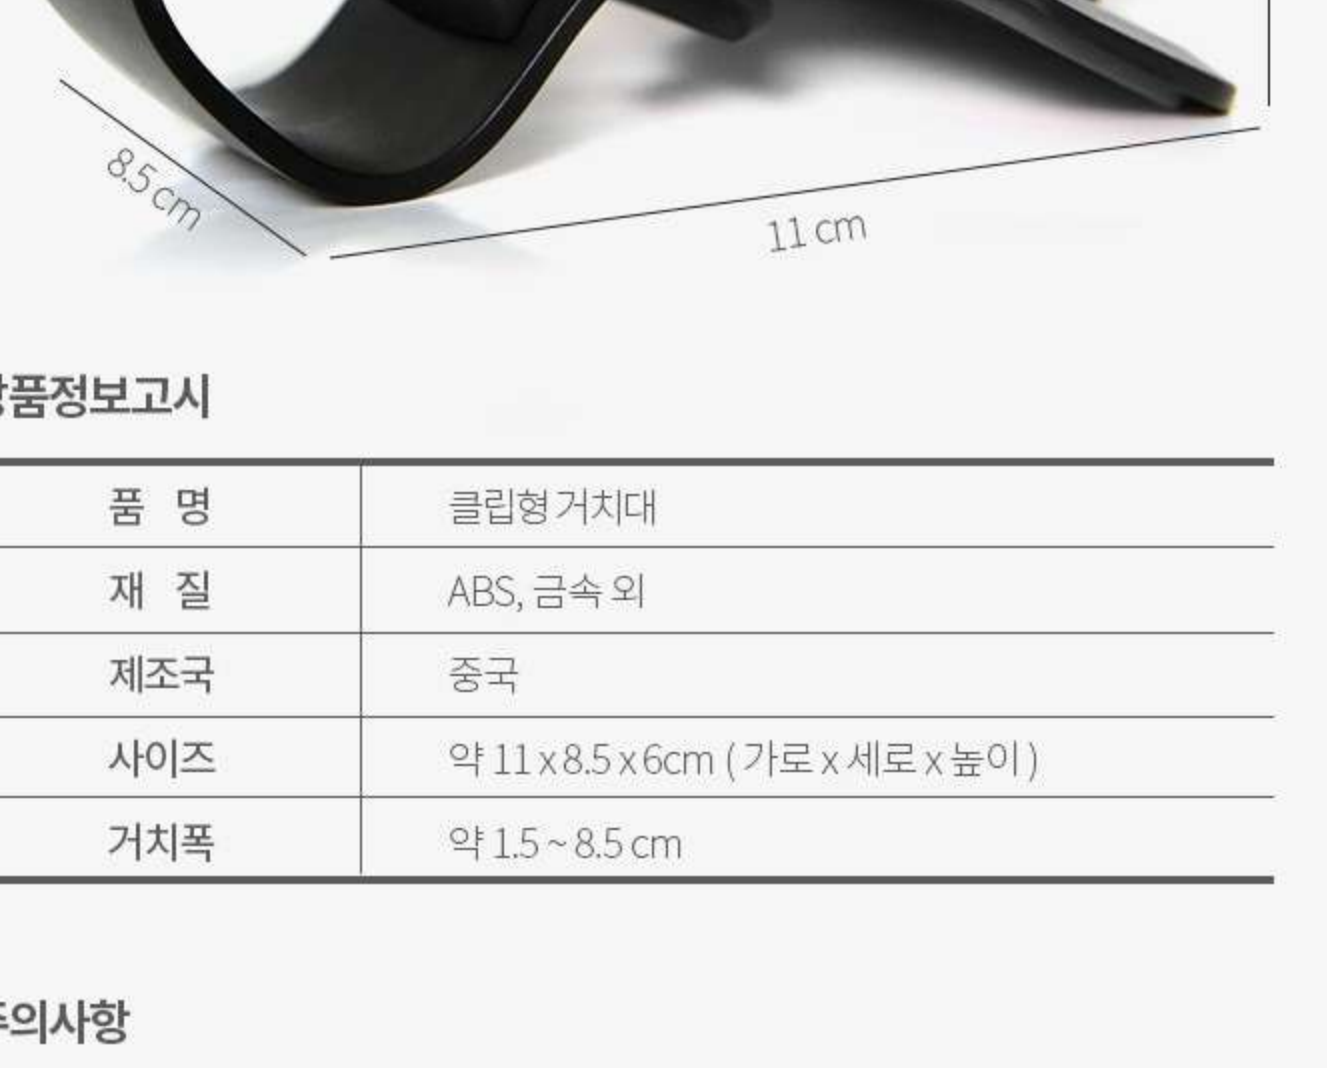 8.5 cm
11 cm
상품정보고시
품 명 클립형 거치대
재 질 ABS, 금속 외
제조국 중국
사이즈 약 11 x 8.5 x 6cm ( 가로 x 세로 x 높이 )
거치폭 약 1.5 ~ 8.5 cm
주의사항